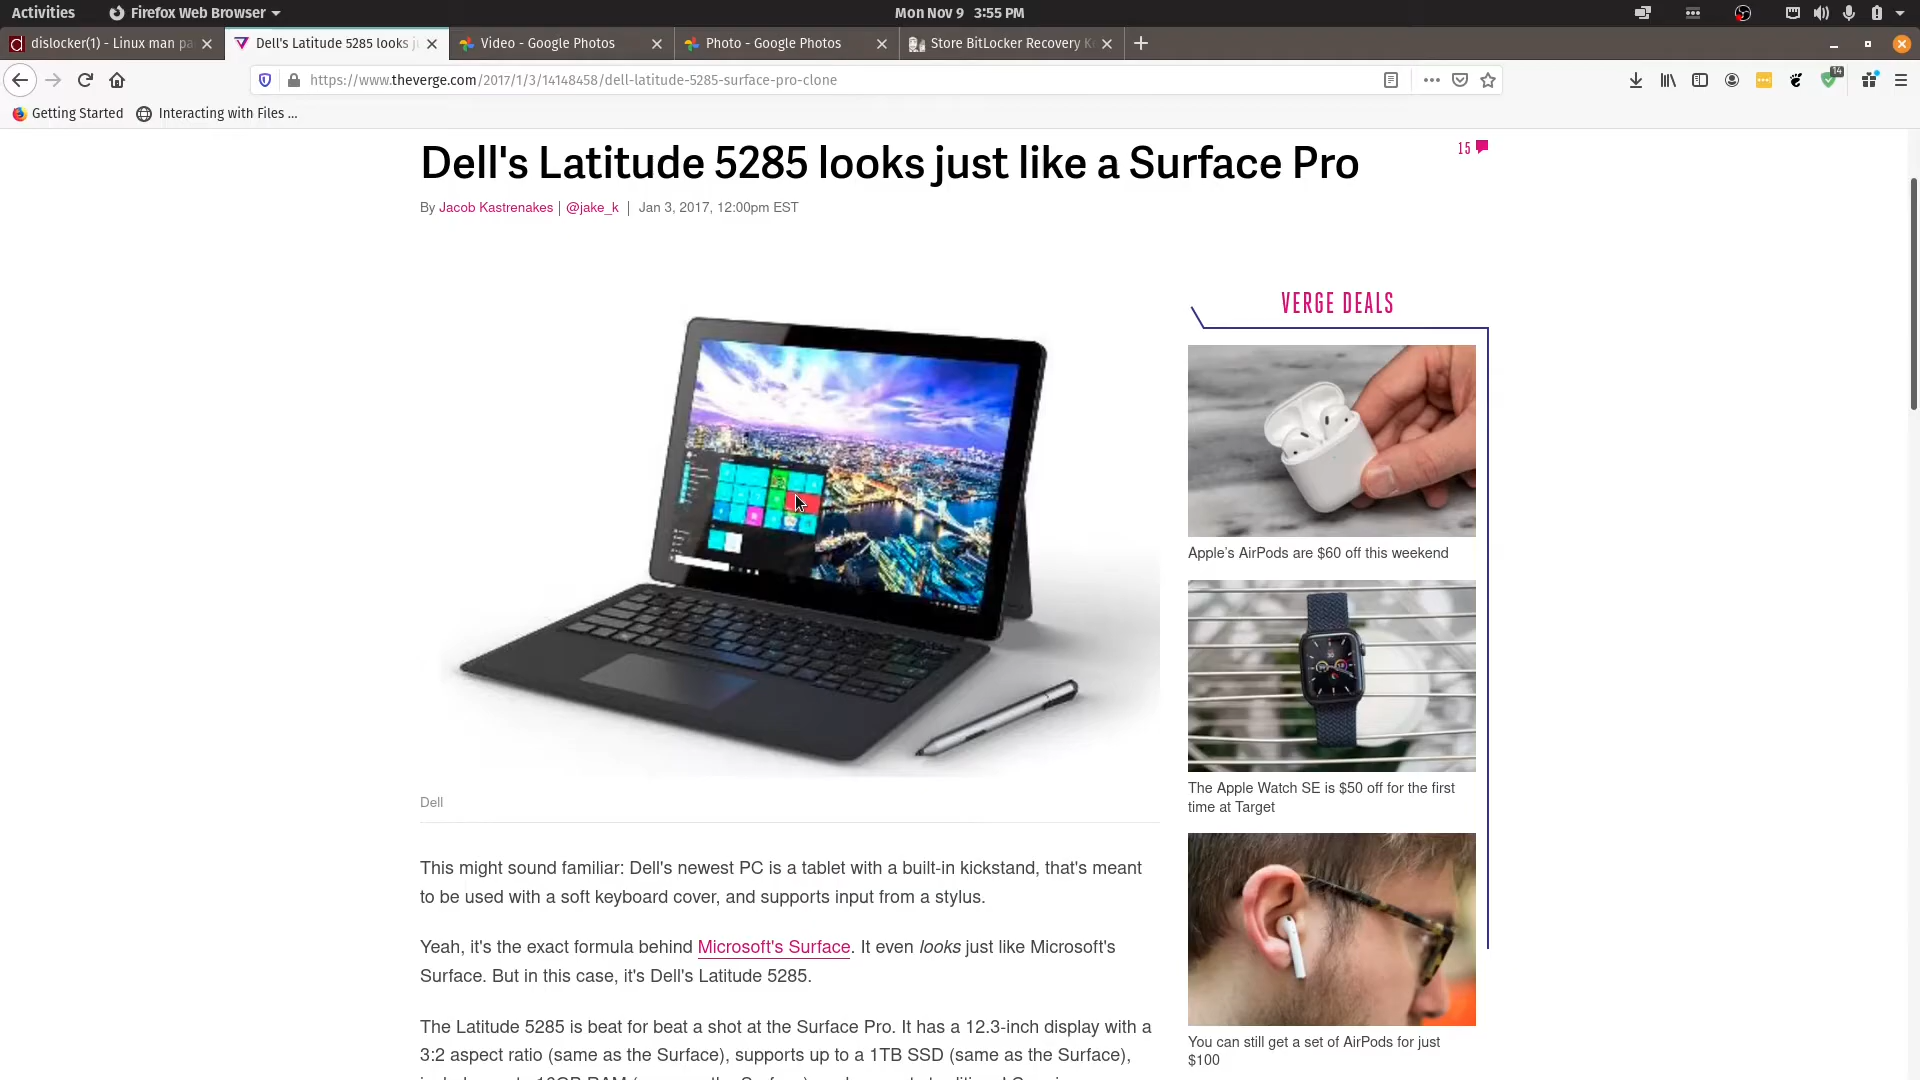 Activities
Firefox Web Browser
Mon Nov 9 3:55 PM
dislocker(1) - Linux man pa
Dell's Latitude 5285 looks j
Video - Google Photos
Photo - Google Photos
Store BitLocker Recovery K
https://www.theverge.com/2017/1/3/14148458/dell-latitude-5285-surface-pro-clone
14
Getting Started
Interacting with Files ...
Dell's Latitude 5285 looks just like a Surface Pro
15
By Jacob Kastrenakes | @jake_k | Jan 3, 2017, 12:00pm EST
VERGE DEALS
Apple's AirPods are $60 off this weekend
The Apple Watch SE is $50 off for the first
time at Target
You can still get a set of AirPods for just
$100
Dell
This might sound familiar: Dell's newest PC is a tablet with a built-in kickstand, that's meant
to be used with a soft keyboard cover, and supports input from a stylus.
Yeah, it's the exact formula behind Microsoft's Surface. It even looks just like Microsoft's
Surface. But in this case, it's Dell's Latitude 5285.
The Latitude 5285 is beat for beat a shot at the Surface Pro. It has a 12.3-inch display with a
3:2 aspect ratio (same as the Surface), supports up to a 1TB SSD (same as the Surface),